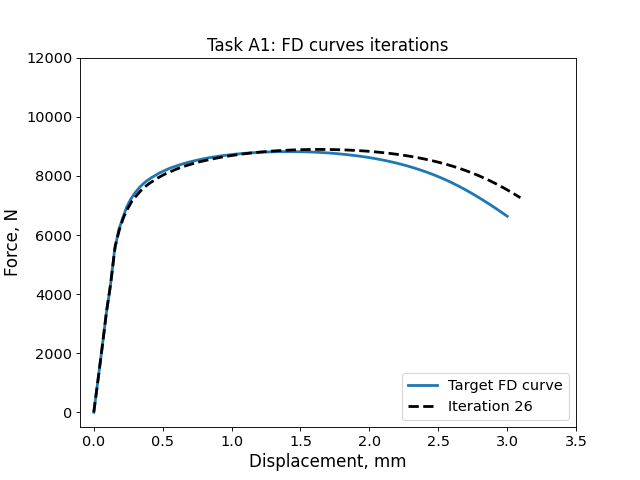 Task A1: FD curves iterations
Force, N
12000
10000
8000
6000
4000
2000
0
0.0 0.5 1.0 1.5 2.0 2.5 3.0 3.5
Displacement, mm
Target FD curve
Iteration 26